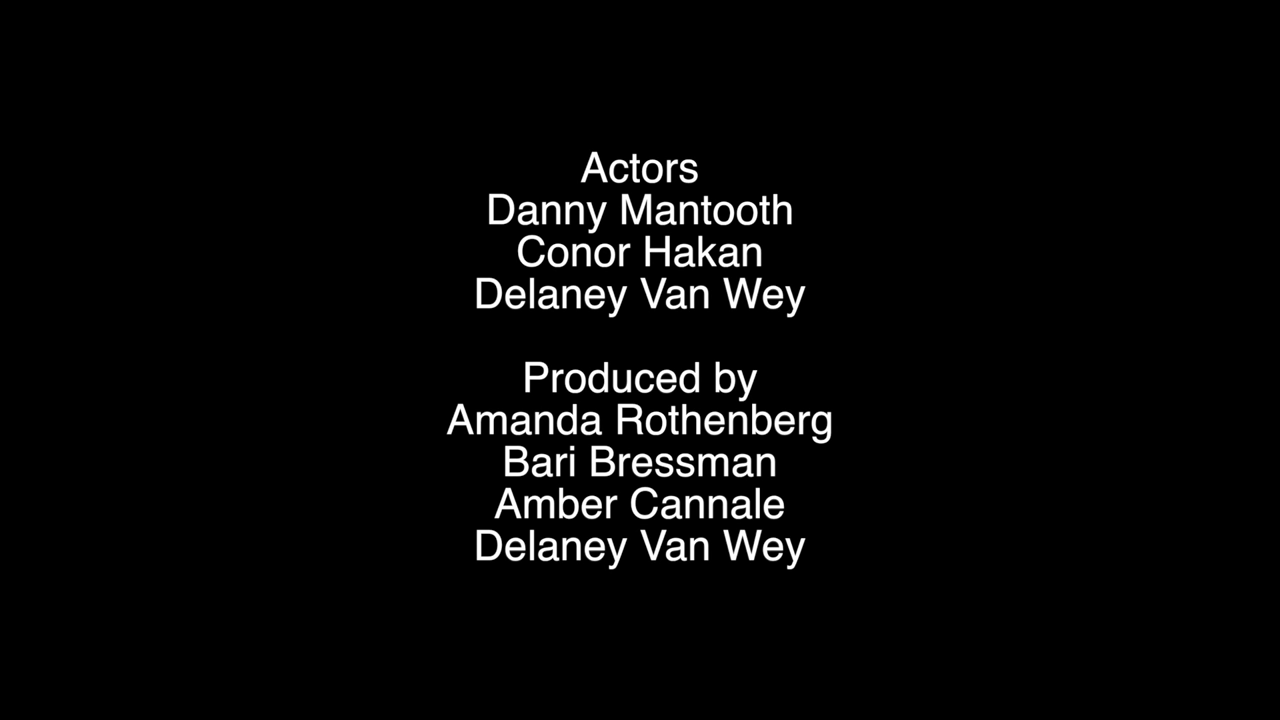 Actors
Danny Mantooth
Conor Hakan
Delaney Van Wey
Produced by
Amanda Rothenberg
Bari Bressman
Amber Cannale
Delaney Van Wey